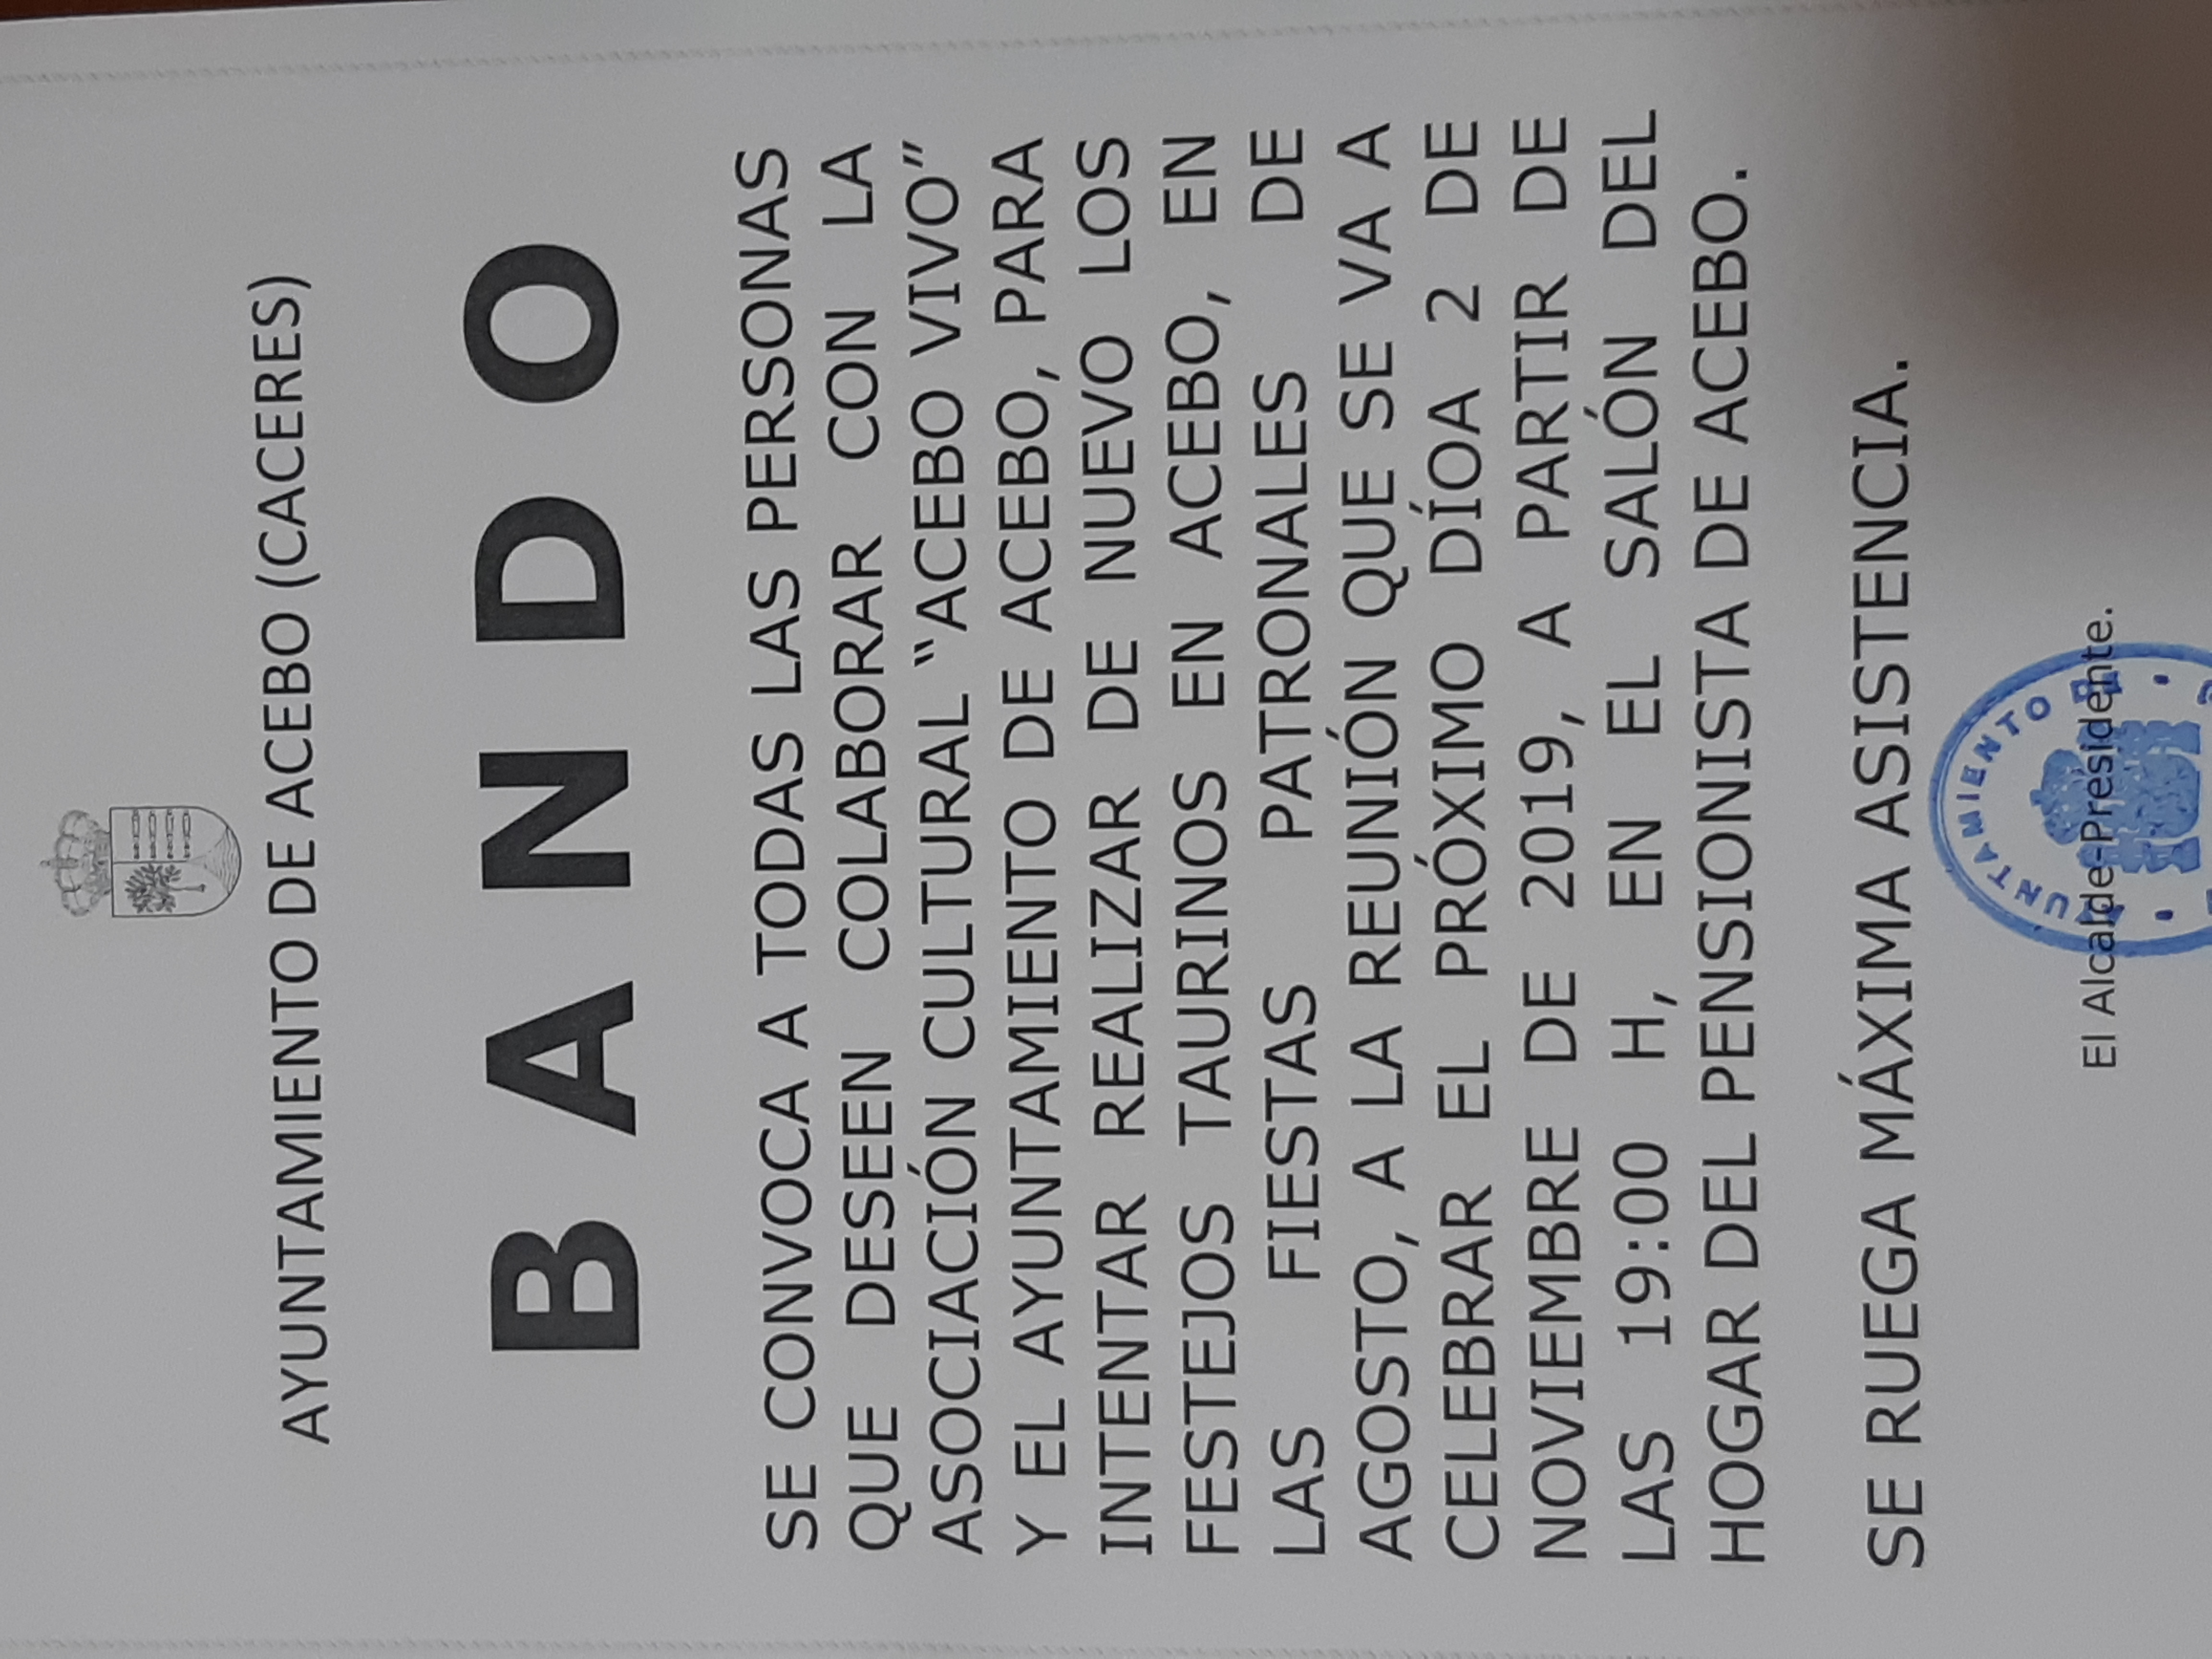 AYUNTAMIENTO DE ACEBO (CACERES)
BANDO
SE CONVOCA A TODAS LAS PERSONAS
QUE DESEEN COLABORAR CON LA
ASOCIACIÓN CULTURAL “ACEBO VIVO”
Y EL AYUNTAMIENTO DE ACEBO, PARA
INTENTAR REALIZAR DE NUEVO LOS
FESTEJOS TAURINOS EN ACEBO, EN
LAS FIESTAS PATRONALES DE
AGOSTO, A LA REUNIÓN QUE SE VA A
CELEBRAR EL PRÓXIMO DÍOA 2 DE
NOVIEMBRE DE 2019, A PARTIR DE
LAS 19:00 H, EN EL SALÓN DEL
HOGAR DEL PENSIONISTA DE ACEBO.
SE RUEGA MÁXIMA ASISTENCIA.
El Alcalde-Presidente.
AYUNTAMIENTO DE